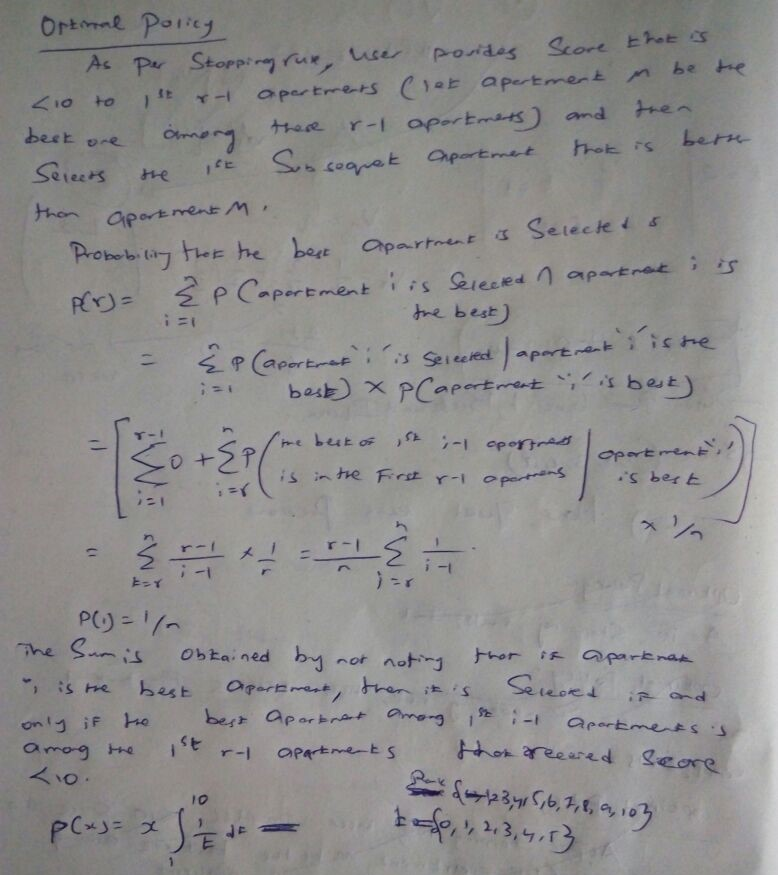 Optimal Policy
As Per Stopping rule, User provides Score that is
<10 to 1st r-1 apartments (let apartment M be the
best one among these r-1 apartments) and then
Selects the 1st Subsequet apartment that is better
than apartment M.
Probability that the best apartment is Selected is
P(r) = n Σ i=1 P (apartment i is Selected ∩ apartment i is
the best)
= n Σ i=1 P (apartment `i' is Selected | apartment `i' is the
best) × P(apartment "i" is best)
= [ r-1 Σ i=1 0 + n Σ i=r P ( the best of 1st i-1 apartments
is in the First r-1 apartments | apartment `i' is best ) × 1/n ]
= n Σ i=r r-1 / i-1 × 1/r = r-1 / n n Σ i=r 1 / i-1 .
P(1) = 1/n
The Sum is obtained by not noting that if apartment
"i is the best apartment, then it is Selected if and
only if the best apartment among 1st i-1 apartments is
among the 1st r-1 apartments that received Score
<10.
P(x) = x ∫ 1 10 1/t dt
{1,2,3,4,5,6,7,8,9,10}
t = {0,1,2,3,4,5}